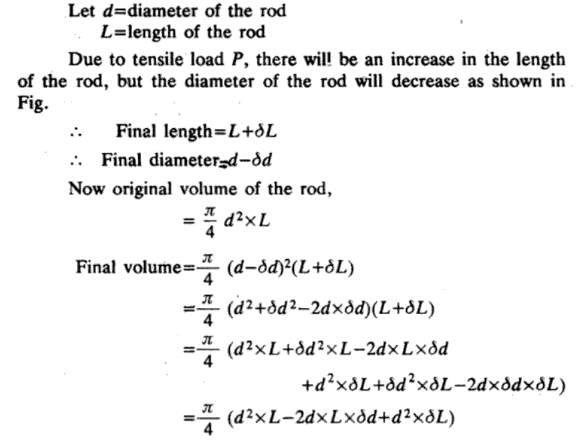 Let d=diameter of the rod
L=length of the rod
Due to tensile load P, there will be an increase in the length
of the rod, but the diameter of the rod will decrease as shown in
Fig.
∴ Final length=L+δL
∴ Final diameter=d−δd
Now original volume of the rod,
= π/4 d²×L
Final volume= π/4 (d−δd)²(L+δL)
= π/4 (d²+δd²−2d×δd)(L+δL)
= π/4 (d²×L+δd²×L−2d×L×δd
+d²×δL+δd²×δL−2d×δd×δL)
= π/4 (d²×L−2d×L×δd+d²×δL)